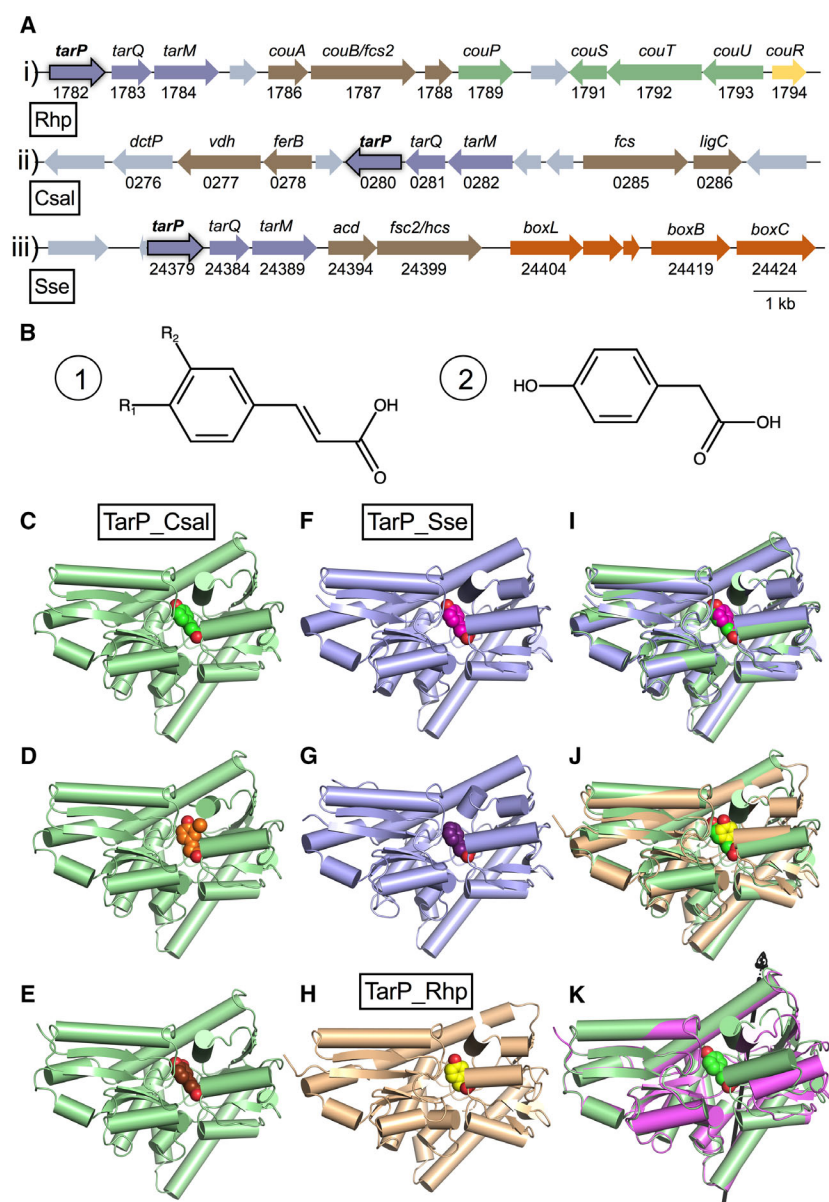 A
tarP tarQ tarM couA couB/fcs2 couP couS couT couU couR
i)
1782 1783 1784 1786 1787 1788 1789 1791 1792 1793 1794
Rhp
dctP vdh ferB tarP tarQ tarM fcs ligC
ii)
0276 0277 0278 0280 0281 0282 0285 0286
Csal
tarP tarQ tarM acd fsc2/hcs boxL boxB boxC
iii)
24379 24384 24389 24394 24399 24404 24419 24424
Sse
1 kb
B
1
R2
R1
OH
O
2
HO
OH
O
C TarP_Csal F TarP_Sse I
D G J
E H TarP_Rhp K